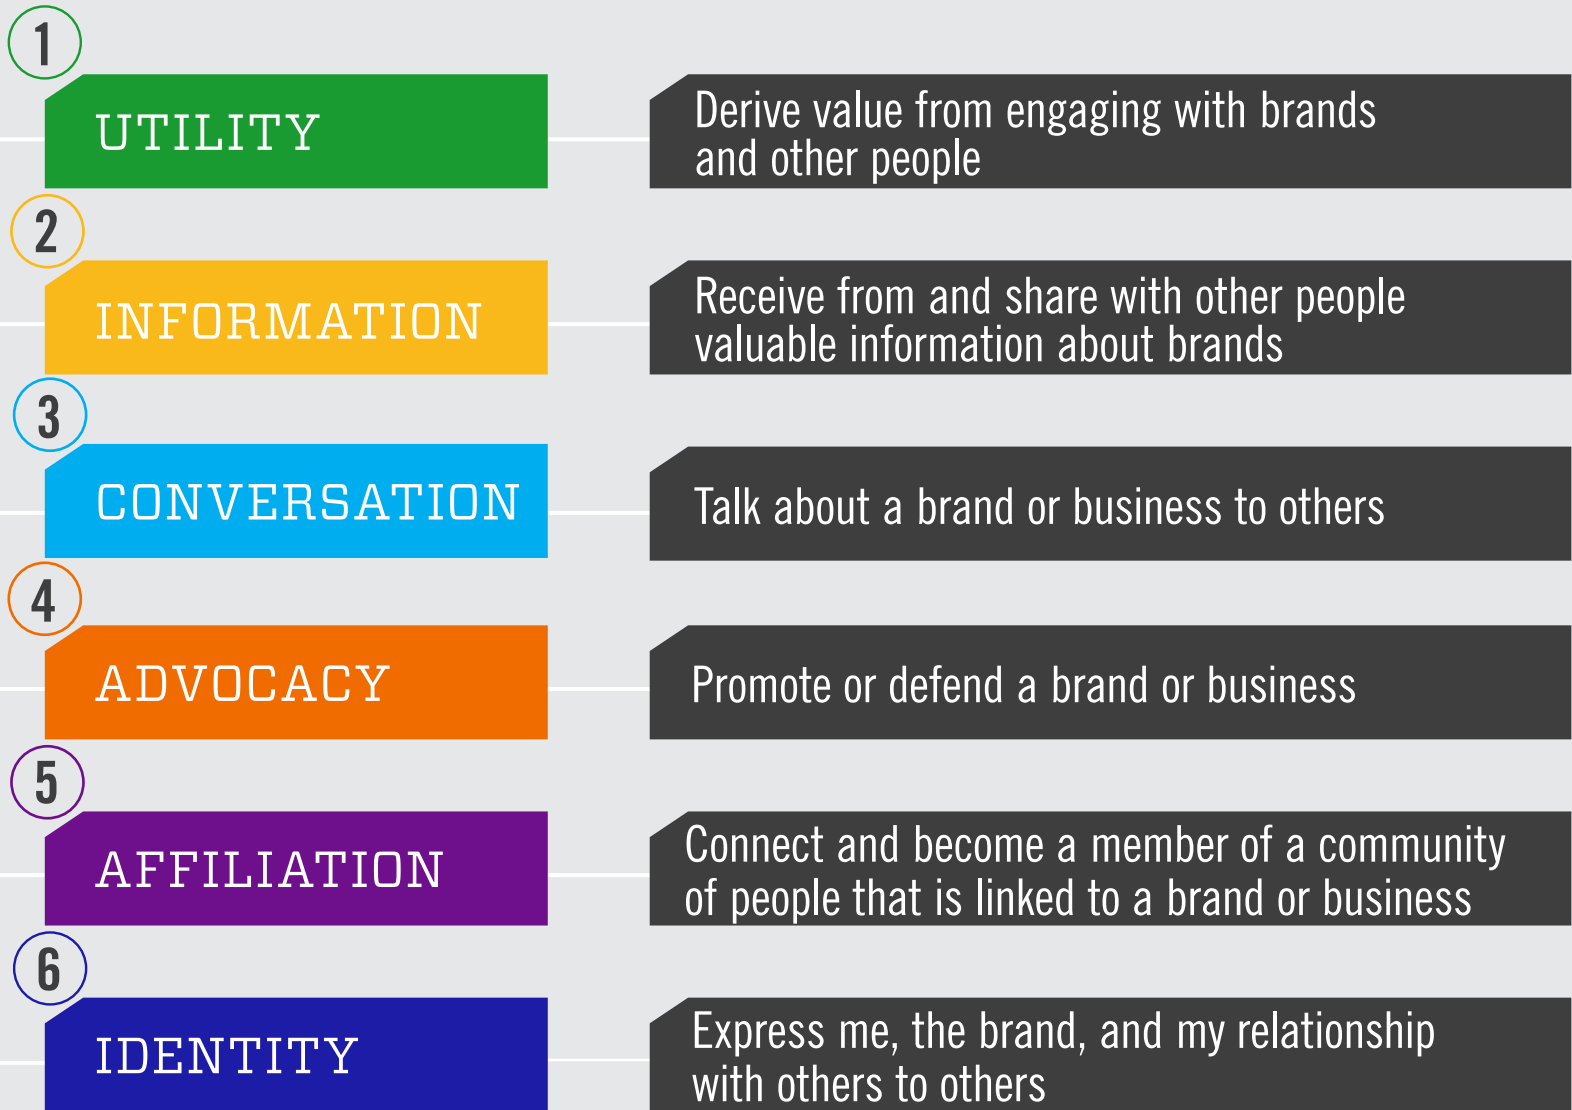 1
UTILITY
Derive value from engaging with brands
and other people
2
INFORMATION
Receive from and share with other people
valuable information about brands
3
CONVERSATION
Talk about a brand or business to others
4
ADVOCACY
Promote or defend a brand or business
5
AFFILIATION
Connect and become a member of a community
of people that is linked to a brand or business
6
IDENTITY
Express me, the brand, and my relationship
with others to others